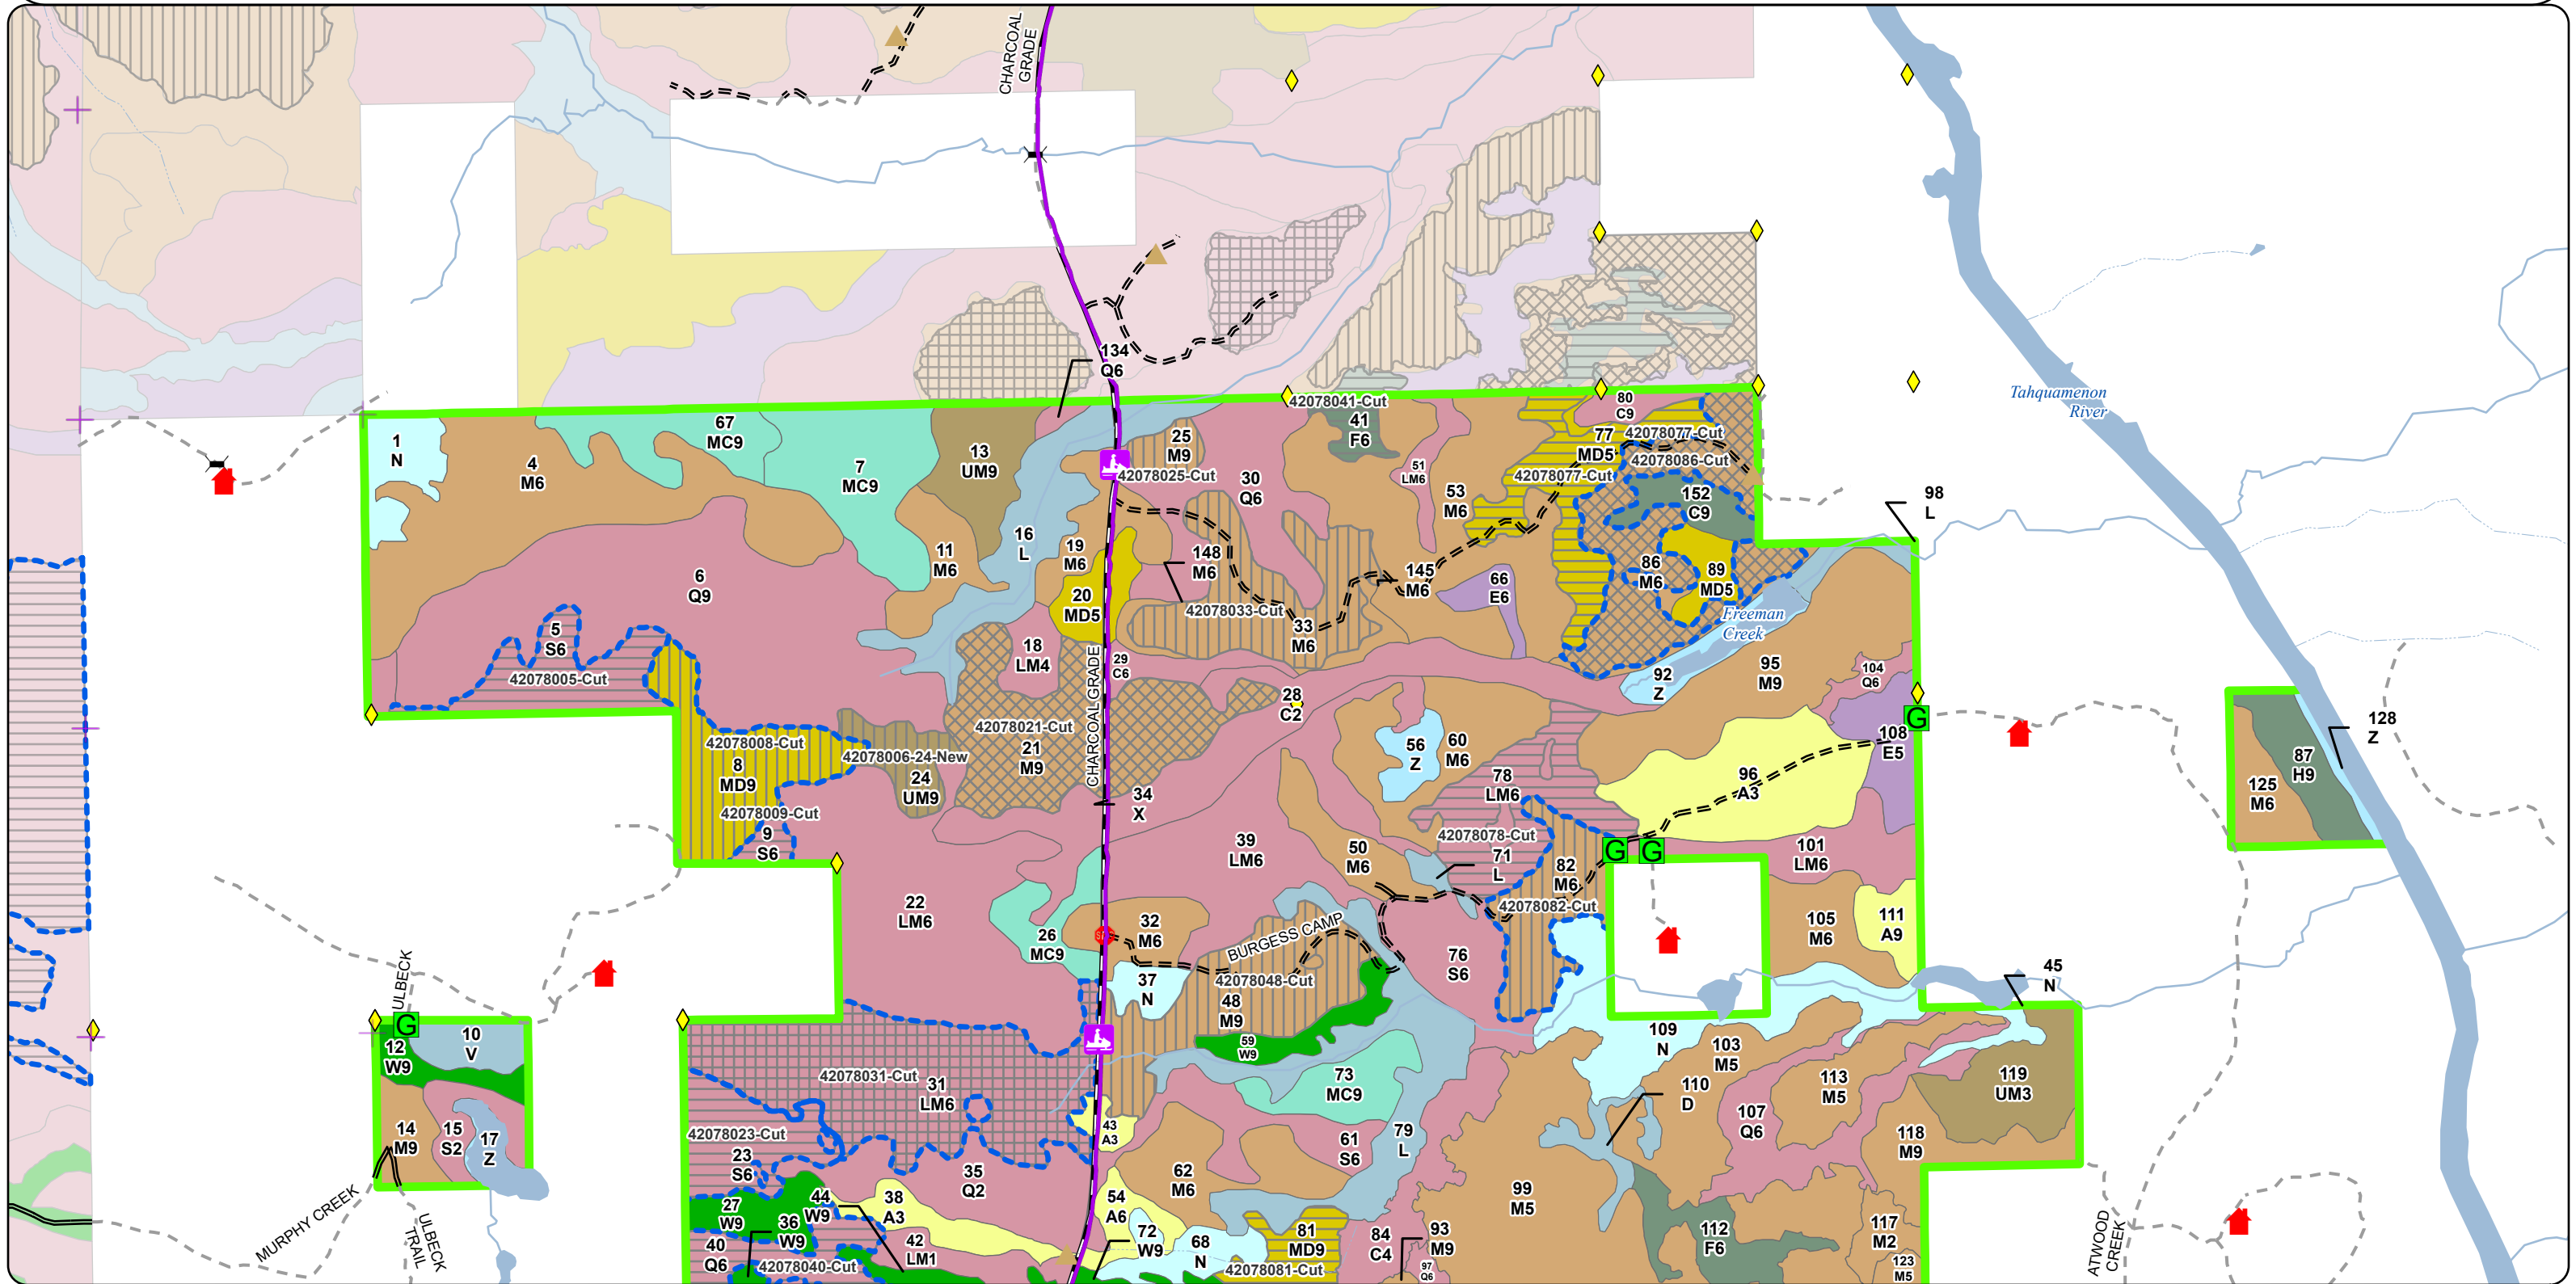 CHARCOAL
GRADE
Tahquamenon
River
134
Q6
1
N
4
M6
67
MC9
7
MC9
13
UM9
25
M9
42078025-Cut
42078041-Cut
41
F6
80
C9
77
MD5
42078077-Cut
42078086-Cut
42078077-Cut
30
Q6
51
LM6
53
M6
152
C9
98
L
16
L
19
M6
11
M6
148
M6
145
M6
66
E6
86
M6
89
MD5
6
Q9
20
MD5
42078033-Cut
33
M6
Freeman
Creek
5
S6
42078005-Cut
18
LM4
29
C6
CHARCOAL GRADE
28
C2
92
Z
95
M9
104
Q6
42078021-Cut
21
M9
42078008-Cut
8
MD9
42078006-24-New
24
UM9
56
Z
60
M6
108
E5
G
128
Z
87
H9
125
M6
42078009-Cut
9
S6
34
X
78
LM6
42078078-Cut
96
A3
G
G
39
LM6
50
M6
71
L
82
M6
42078082-Cut
101
LM6
22
LM6
26
MC9
32
M6
BURGESS CAMP
76
S6
105
M6
111
A9
37
N
42078048-Cut
48
M9
59
W9
45
N
ULBECK
G
12
W9
10
V
109
N
103
M5
110
D
113
M5
119
UM3
42078031-Cut
31
LM6
73
MC9
107
Q6
14
M9
15
S2
17
Z
42078023-Cut
23
S6
43
A3
61
S6
79
L
118
M9
35
Q2
62
M6
99
M5
MURPHY CREEK
ULBECK
TRAIL
27
W9
44
W9
38
A3
54
A6
36
W9
72
W9
68
N
81
MD9
42078081-Cut
84
C4
93
M9
97
Q6
112
F6
117
M2
123
M5
40
Q6
42078040-Cut
42
LM1
ATWOOD
CREEK